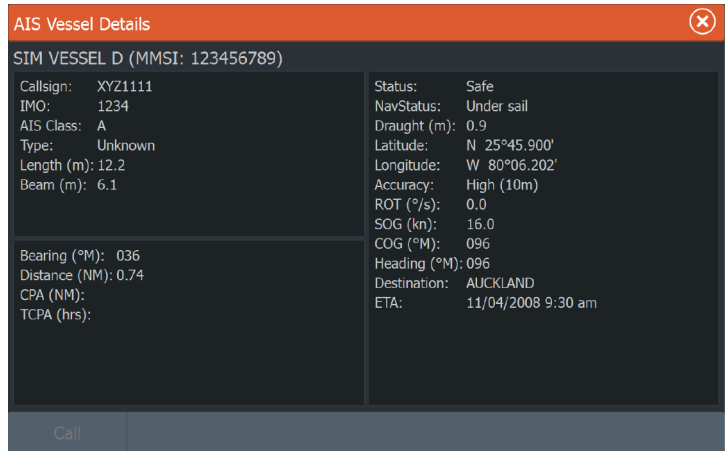 AIS Vessel Details
SIM VESSEL D (MMSI: 123456789)
Callsign: XYZ1111
IMO: 1234
AIS Class: A
Type: Unknown
Length (m): 12.2
Beam (m): 6.1
Bearing (°M): 036
Distance (NM): 0.74
CPA (NM):
TCPA (hrs):
Status: Safe
NavStatus: Under sail
Draught (m): 0.9
Latitude: N 25°45.900'
Longitude: W 80°06.202'
Accuracy: High (10m)
ROT (°/s): 0.0
SOG (kn): 16.0
COG (°M): 096
Heading (°M): 096
Destination: AUCKLAND
ETA: 11/04/2008 9:30 am
Call